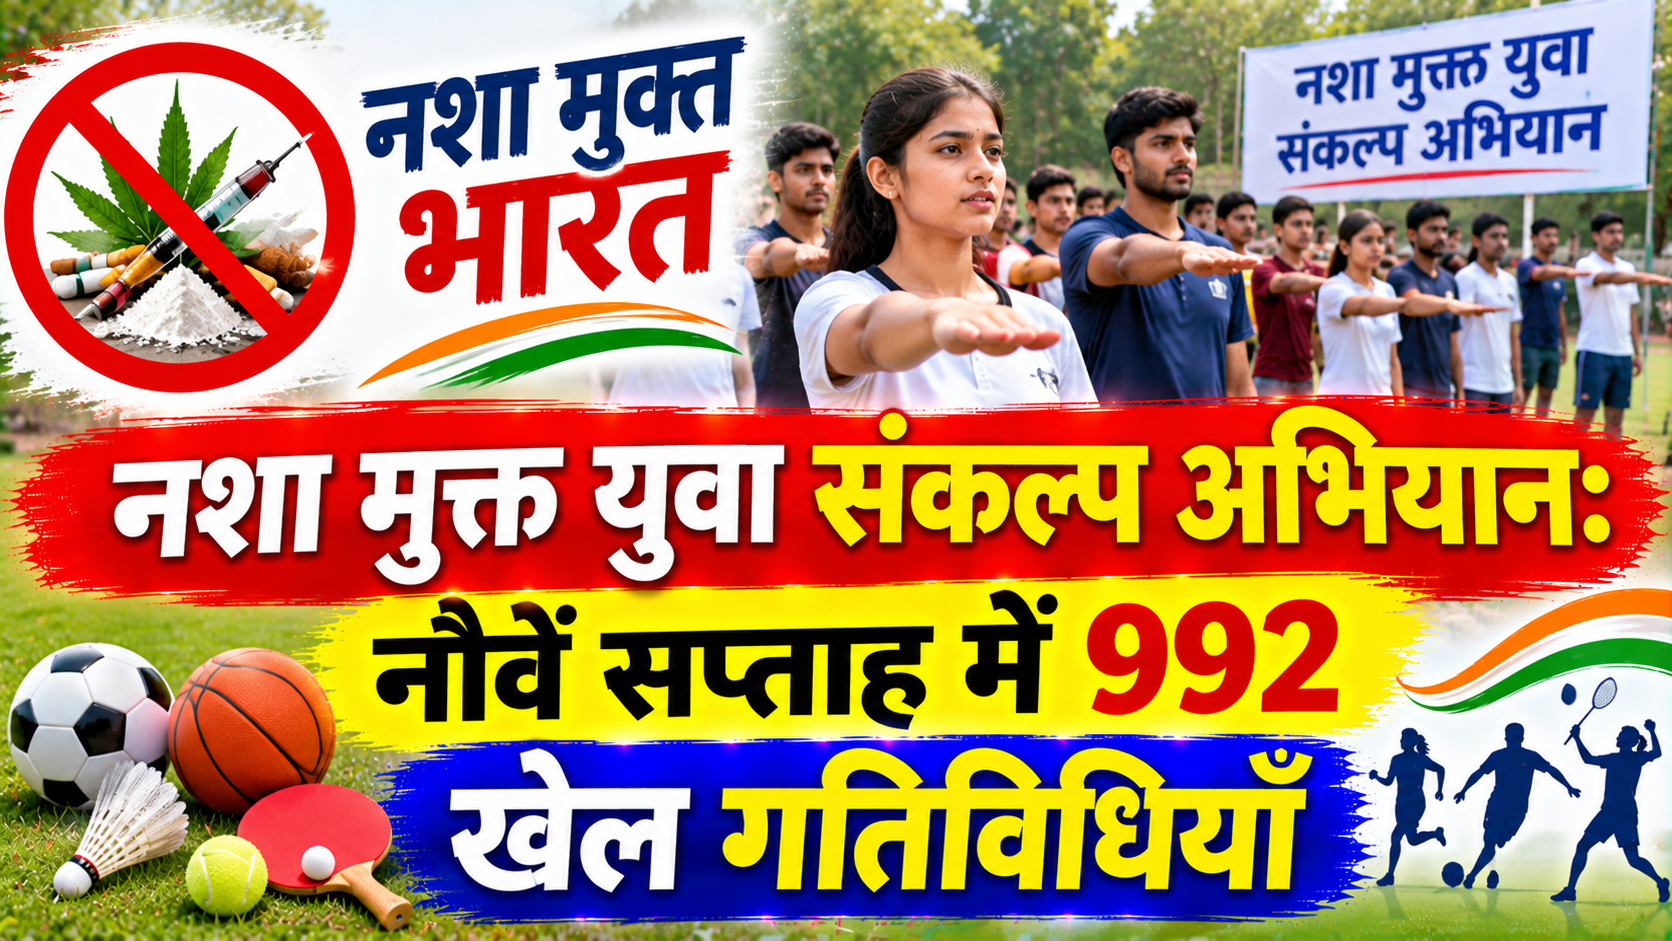 नशा मुक्त
भारत
नशा मुक्त युवा
संकल्प अभियान
नशा मुक्त युवा संकल्प अभियान:
नौवें सप्ताह में 992
खेल गतिविधियाँ